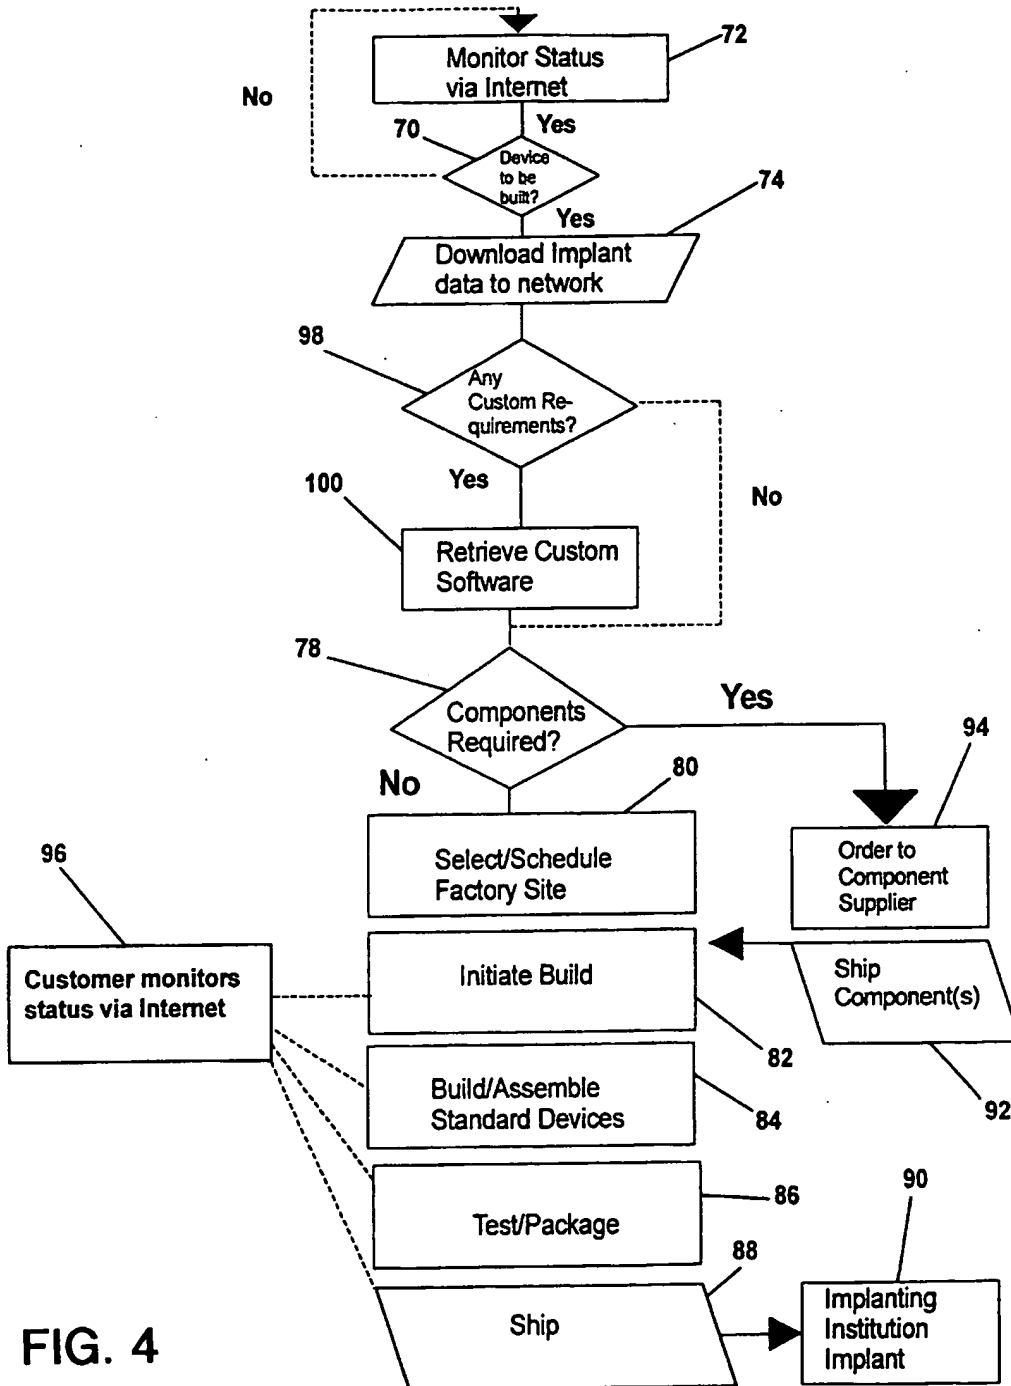 72
Monitor Status
via Internet
No
Yes
70
Device
to be
built?
74
Yes
Download Implant
data to network
98
Any
Custom Re-
quirements?
Yes
100
No
Retrieve Custom
Software
78
Components
Required?
Yes
94
No
80
Select/Schedule
Factory Site
Order to
Component
Supplier
96
Customer monitors
status via Internet
Initiate Build
Ship
Component(s)
82
92
Build/Assemble
Standard Devices
84
Test/Package
86
90
88
Ship
Implanting
Institution
Implant
FIG. 4